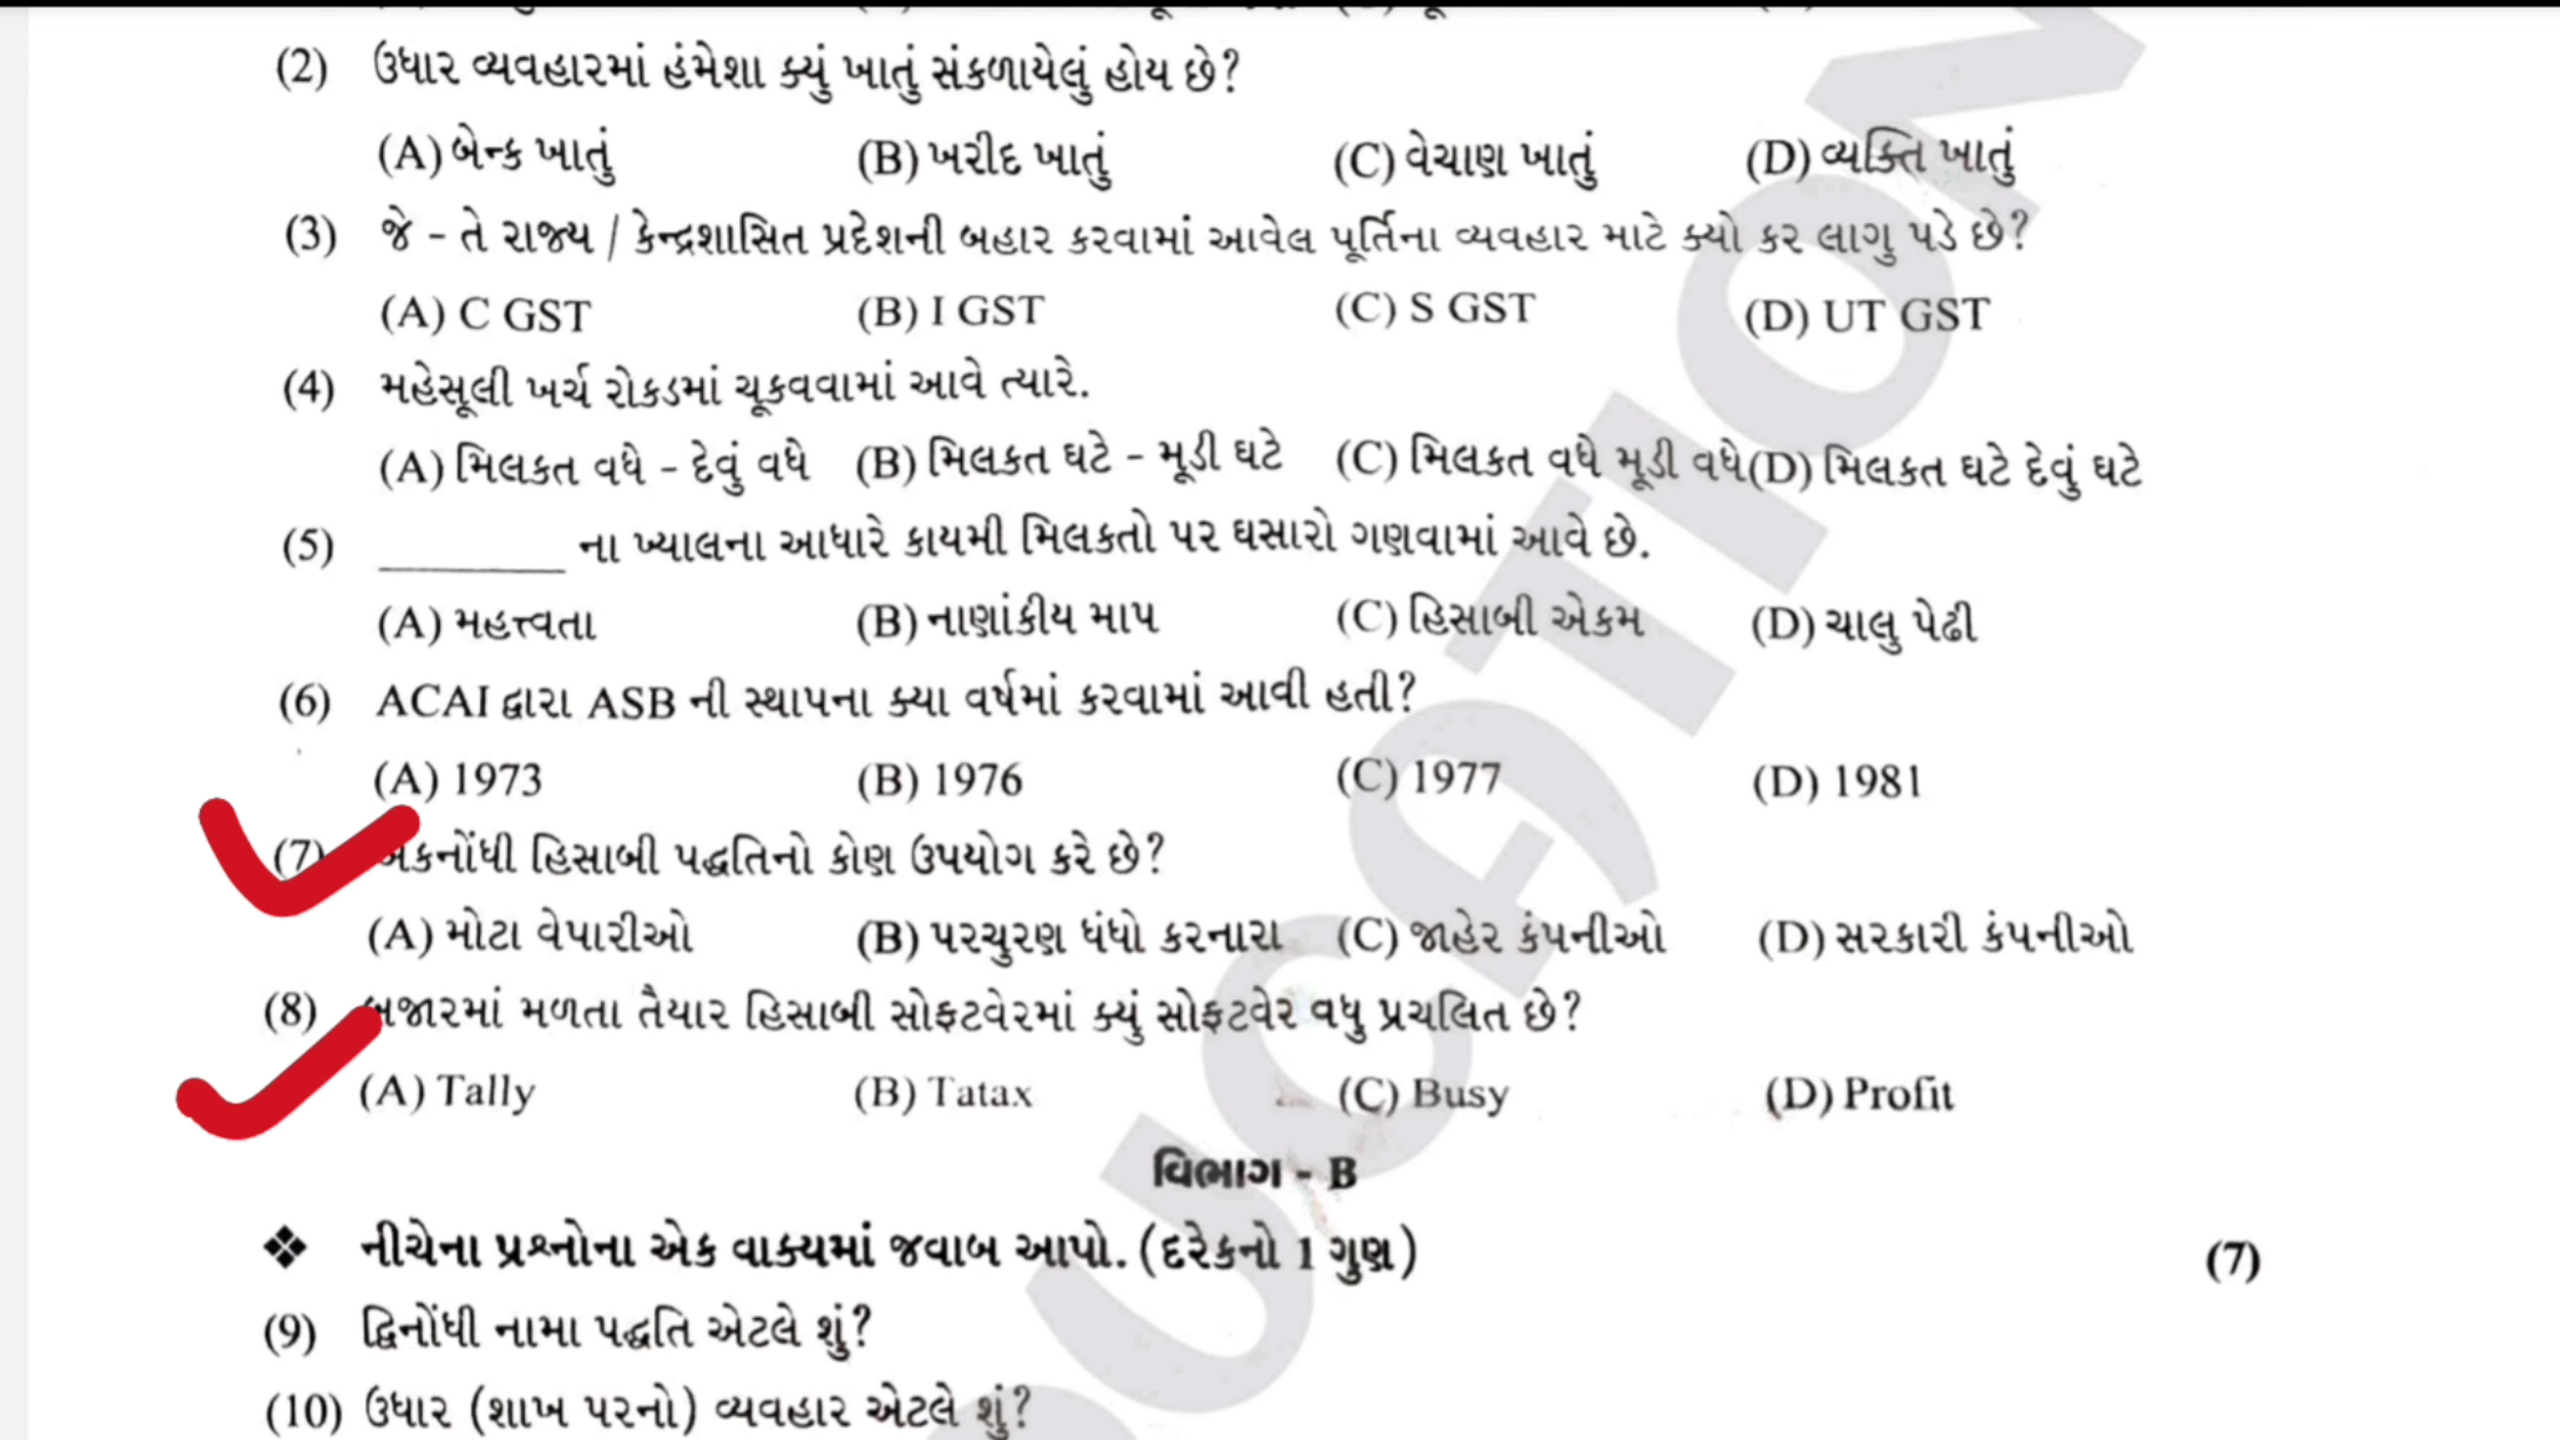 (2) ઉધાર વ્યવહારમાં હંમેશા ક્યું ખાતું સંકળાયેલું હોય છે?
(A) બેન્ક ખાતું (B) ખરીદ ખાતું (C) વેચાણ ખાતું (D) વ્યક્તિ ખાતું
(3) જે - તે રાજ્ય / કેન્દ્રશાસિત પ્રદેશની બહાર કરવામાં આવેલ પૂર્તિના વ્યવહાર માટે ક્યો કર લાગુ પડે છે?
(A) C GST (B) I GST (C) S GST (D) UT GST
(4) મહેસૂલી ખર્ચ રોકડમાં ચૂકવવામાં આવે ત્યારે.
(A) મિલકત વધે - દેવું વધે (B) મિલકત ઘટે - મૂડી ઘટે (C) મિલકત વધે મૂડી વધે (D) મિલકત ઘટે દેવું ઘટે
(5) ________ ના ખ્યાલના આધારે કાયમી મિલકતો પર ઘસારો ગણવામાં આવે છે.
(A) મહત્ત્વતા (B) નાણાંકીય માપ (C) હિસાબી એકમ (D) ચાલુ પેઢી
(6) ACAI દ્વારા ASB ની સ્થાપના ક્યા વર્ષમાં કરવામાં આવી હતી?
(A) 1973 (B) 1976 (C) 1977 (D) 1981
(7) એકનોંધી હિસાબી પદ્ધતિનો કોણ ઉપયોગ કરે છે?
(A) મોટા વેપારીઓ (B) પરચુરણ ધંધો કરનારા (C) જાહેર કંપનીઓ (D) સરકારી કંપનીઓ
(8) બજારમાં મળતા તૈયાર હિસાબી સોફટવેરમાં ક્યું સોફટવેર વધુ પ્રચલિત છે?
(A) Tally (B) Tatax (C) Busy (D) Profit
વિભાગ - B
❖ નીચેના પ્રશ્નોના એક વાક્યમાં જવાબ આપો. (દરેકનો 1 ગુણ) (7)
(9) દ્વિનોંધી નામા પદ્ધતિ એટલે શું?
(10) ઉધાર (શાખ પરનો) વ્યવહાર એટલે શું?